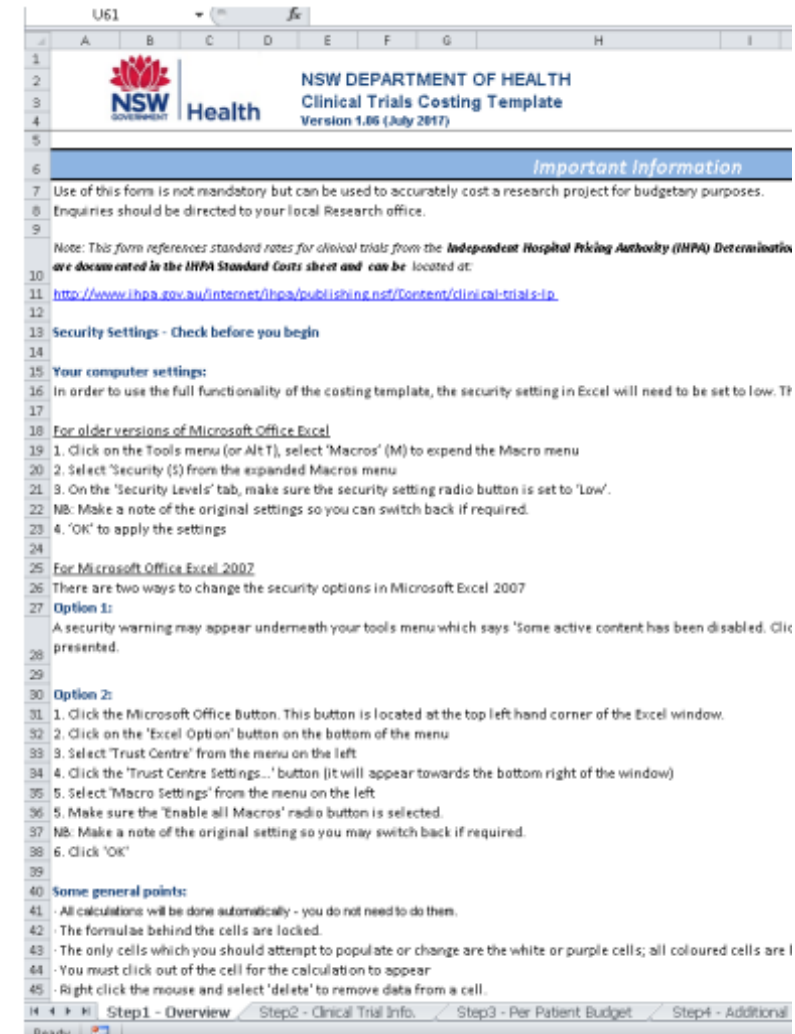 U61
fx
A B C D E F G H I
1
2 NSW DEPARTMENT OF HEALTH
3 Clinical Trials Costing Template
4 Version 1.06 (July 2017)
NSW
GOVERNMENT
Health
5
6 Important Information
7 Use of this form is not mandatory but can be used to accurately cost a research project for budgetary purposes.
8 Enquiries should be directed to your local Research office.
9
Note: This form references standard rates for clinical trials from the Independent Hospital Pricing Authority (IHPA) Determination
10 are documented in the IHPA Standard Costs sheet and can be located at:
11 http://www.ihpa.gov.au/internet/ihpa/publishing.nsf/Content/clinical-trials-lp
12
13 Security Settings - Check before you begin
14
15 Your computer settings:
16 In order to use the full functionality of the costing template, the security setting in Excel will need to be set to low. Th
17
18 For older versions of Microsoft Office Excel
19 1. Click on the Tools menu (or Alt T), select 'Macros' (M) to expend the Macro menu
20 2. Select 'Security (S) from the expanded Macros menu
21 3. On the 'Security Levels' tab, make sure the security setting radio button is set to 'Low'.
22 NB: Make a note of the original settings so you can switch back if required.
23 4. 'OK' to apply the settings
24
25 For Microsoft Office Excel 2007
26 There are two ways to change the security options in Microsoft Excel 2007
27 Option 1:
A security warning may appear underneath your tools menu which says 'Some active content has been disabled. Clic
28 presented.
29
30 Option 2:
31 1. Click the Microsoft Office Button. This button is located at the top left hand corner of the Excel window.
32 2. Click on the 'Excel Option' button on the bottom of the menu
33 3. Select 'Trust Centre' from the menu on the left
34 4. Click the 'Trust Centre Settings...' button (it will appear towards the bottom right of the window)
35 5. Select 'Macro Settings' from the menu on the left
36 5. Make sure the 'Enable all Macros' radio button is selected.
37 NB: Make a note of the original setting so you may switch back if required.
38 6. Click 'OK'
39
40 Some general points:
41 · All calculations will be done automatically - you do not need to do them.
42 · The formulae behind the cells are locked.
43 · The only cells which you should attempt to populate or change are the white or purple cells; all coloured cells are l
44 · You must click out of the cell for the calculation to appear
45 · Right click the mouse and select 'delete' to remove data from a cell.
Step1 - Overview Step2 - Clinical Trial Info. Step3 - Per Patient Budget Step4 - Additional
Ready